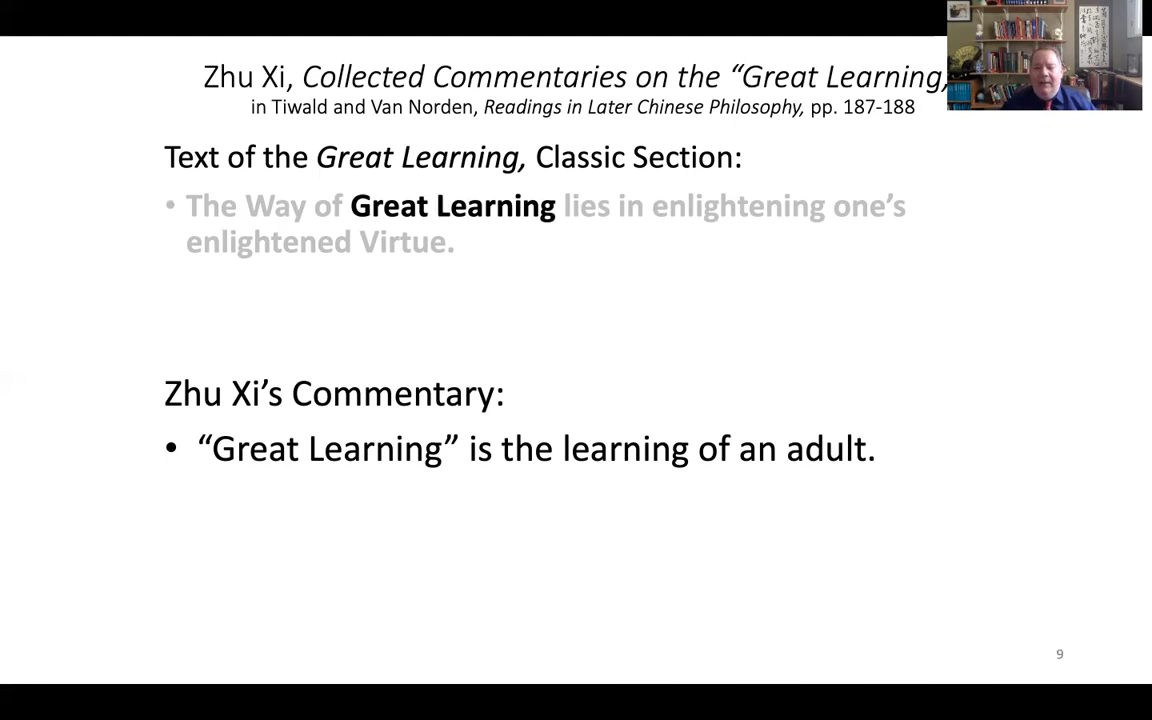 Zhu Xi, Collected Commentaries on the “Great Learning,
in Tiwald and Van Norden, Readings in Later Chinese Philosophy, pp. 187-188
Text of the Great Learning, Classic Section:
• The Way of Great Learning lies in enlightening one’s
enlightened Virtue.
Zhu Xi’s Commentary:
• “Great Learning” is the learning of an adult.
9